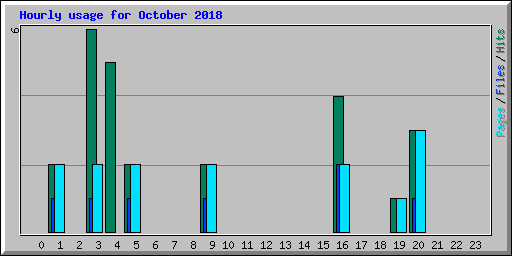 Hourly usage for October 2018
6
Pages/Files/Hits
0 1 2 3 4 5 6 7 8 9 10 11 12 13 14 15 16 17 18 19 20 21 22 23